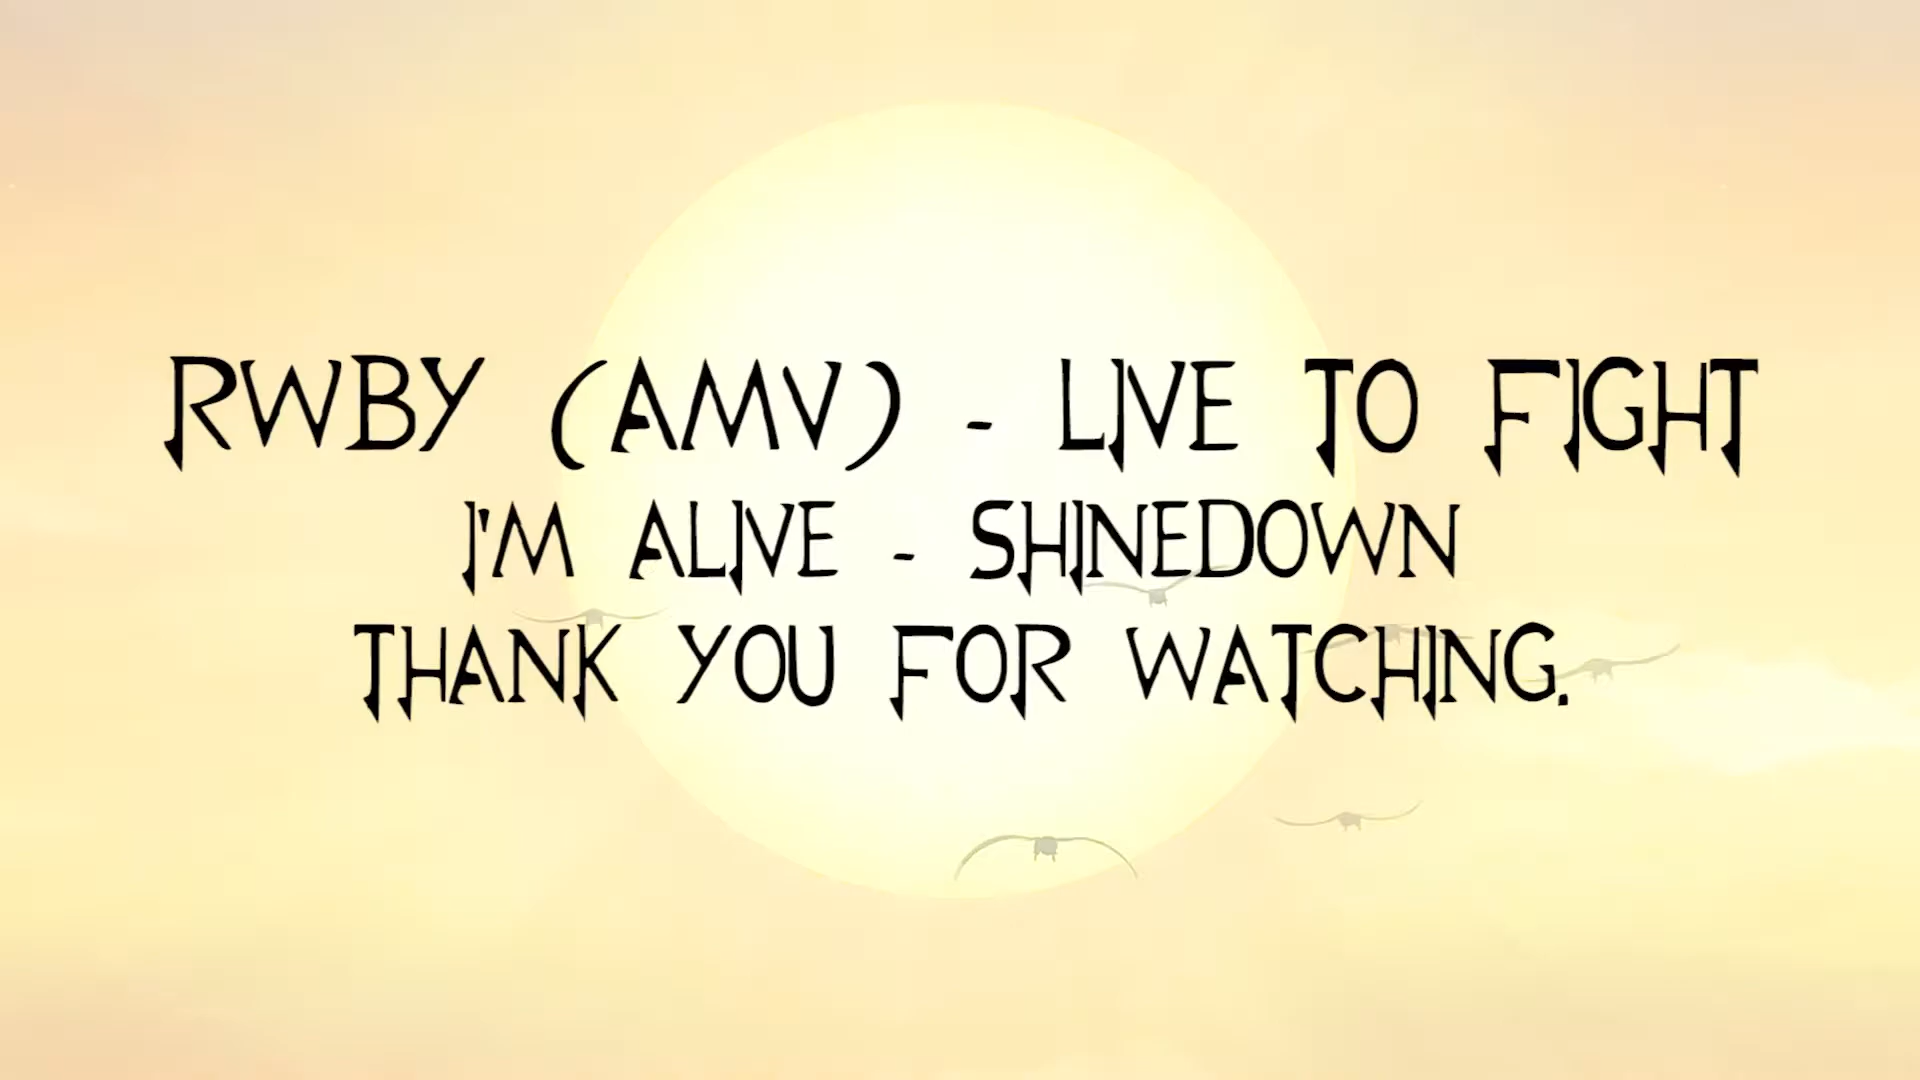 RWBY (AMV) - LIVE TO FIGHT
I'M ALIVE - SHINEDOWN
THANK YOU FOR WATCHING.